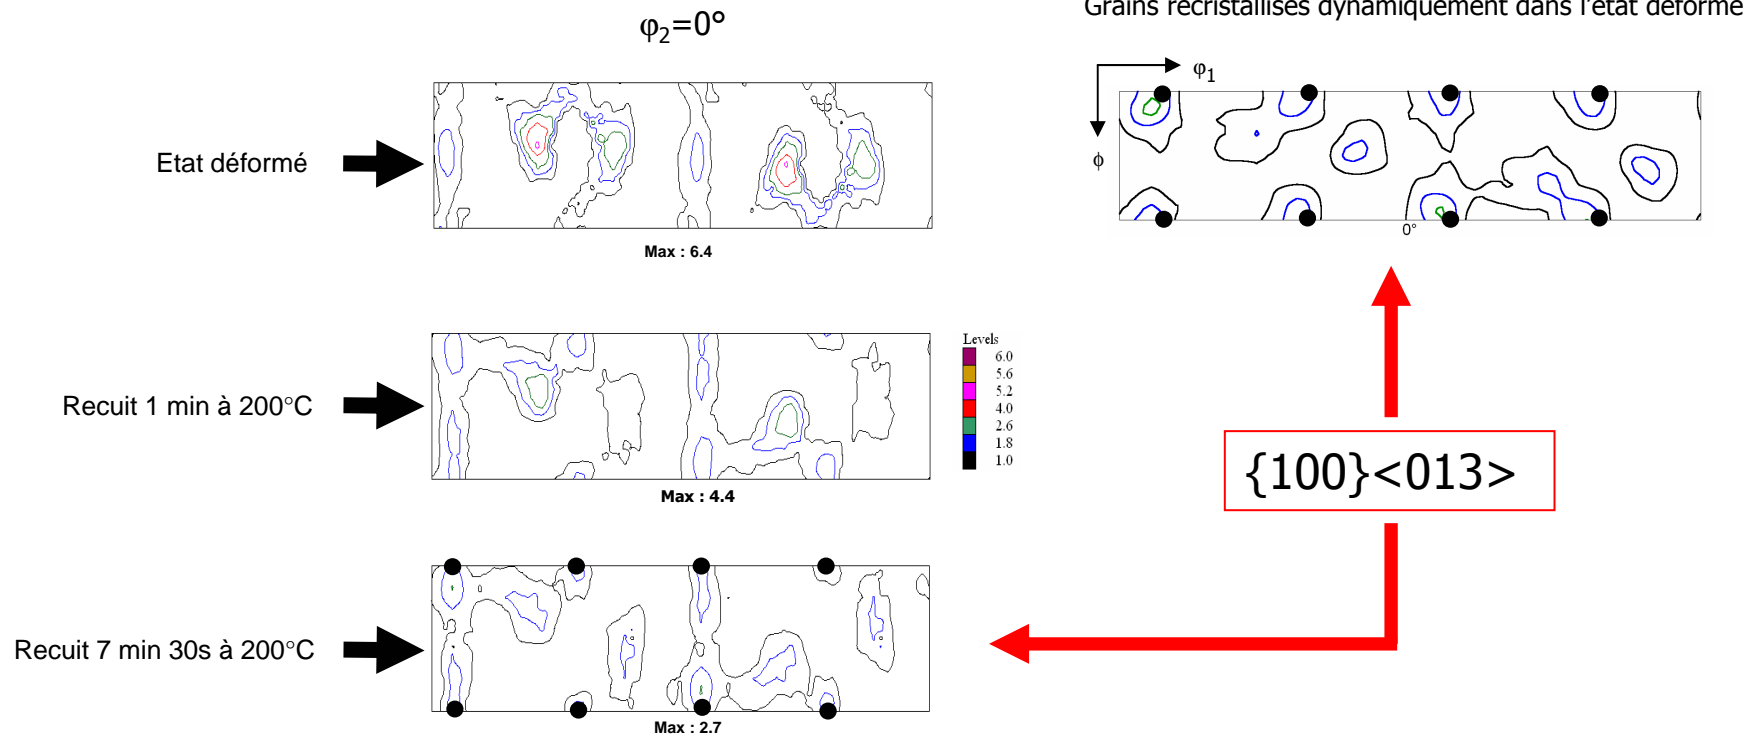 Grains recristallisés dynamiquement dans l'état déformé
φ2=0°
φ1
ϕ
Etat déformé
0°
Max : 6.4
Levels
6.0
5.6
5.2
4.0
2.6
1.8
1.0
Recuit 1 min à 200°C
{100}<013>
Max : 4.4
Recuit 7 min 30s à 200°C
Max : 2.7